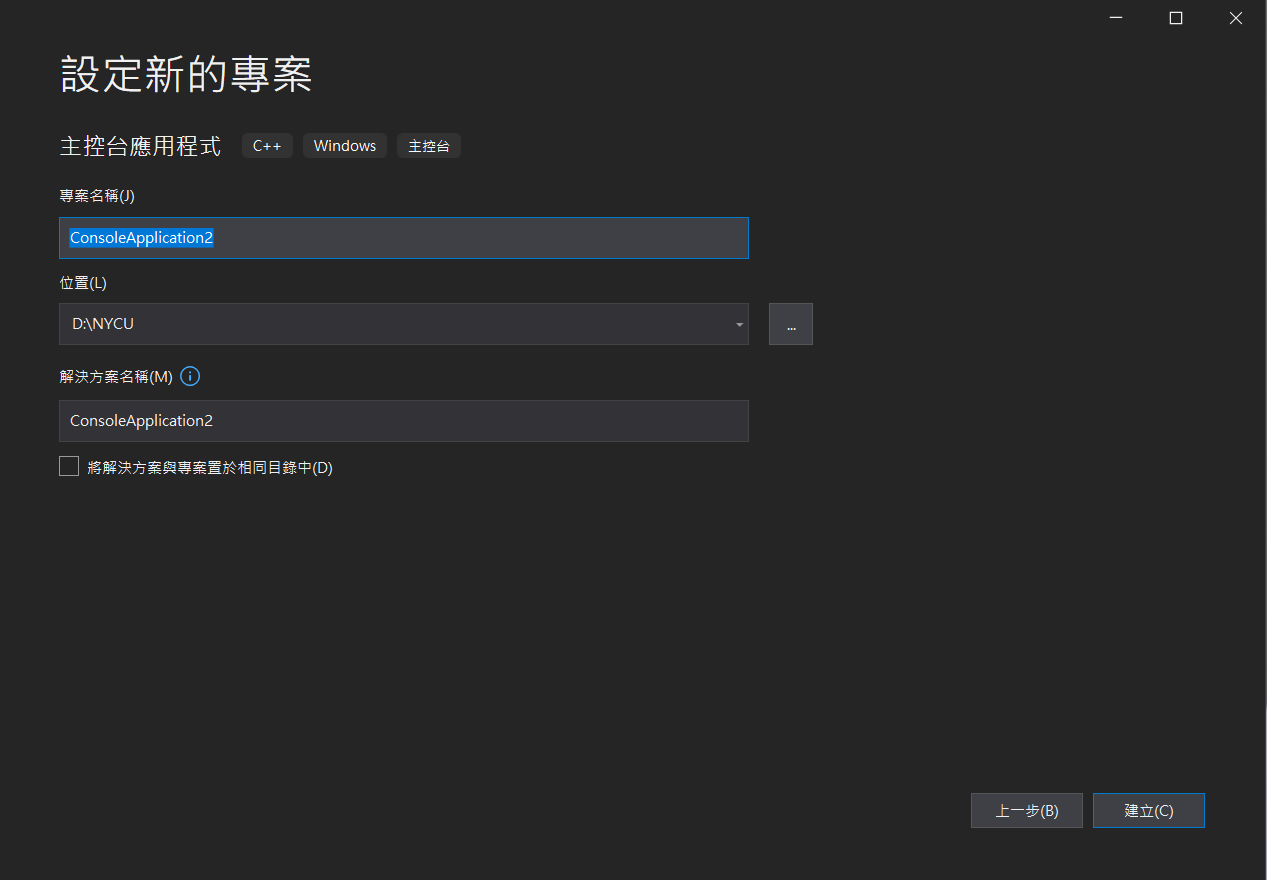 設定新的專案
主控台應用程式 C++ Windows 主控台
專案名稱(J)
ConsoleApplication2
位置(L)
D:\NYCU
...
解決方案名稱(M)
ConsoleApplication2
將解決方案與專案置於相同目錄中(D)
上一步(B) 建立(C)